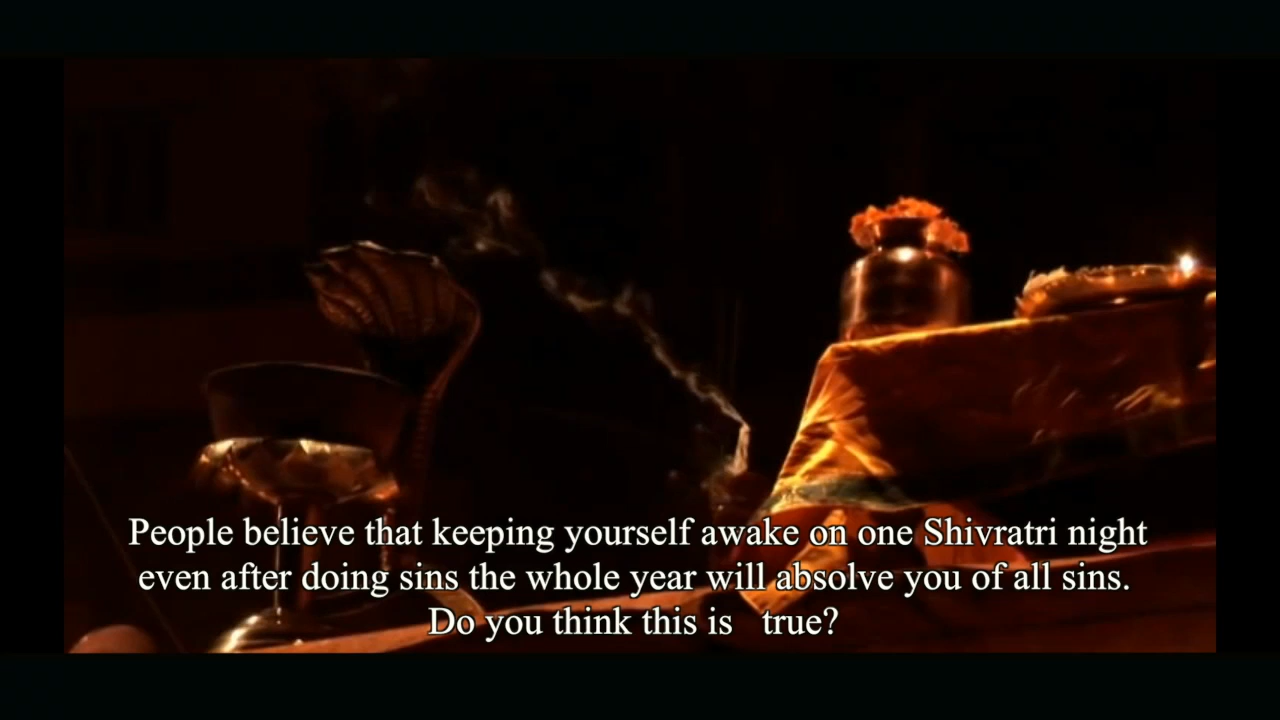 People believe that keeping yourself awake on one Shivratri night
even after doing sins the whole year will absolve you of all sins.
Do you think this is true?